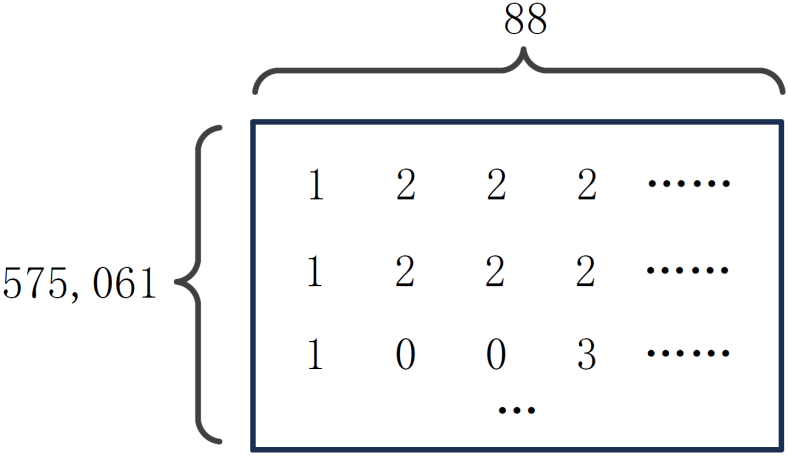 88
1 2 2 2 ……
575,061
1 2 2 2 ……
1 0 0 3 ……
…